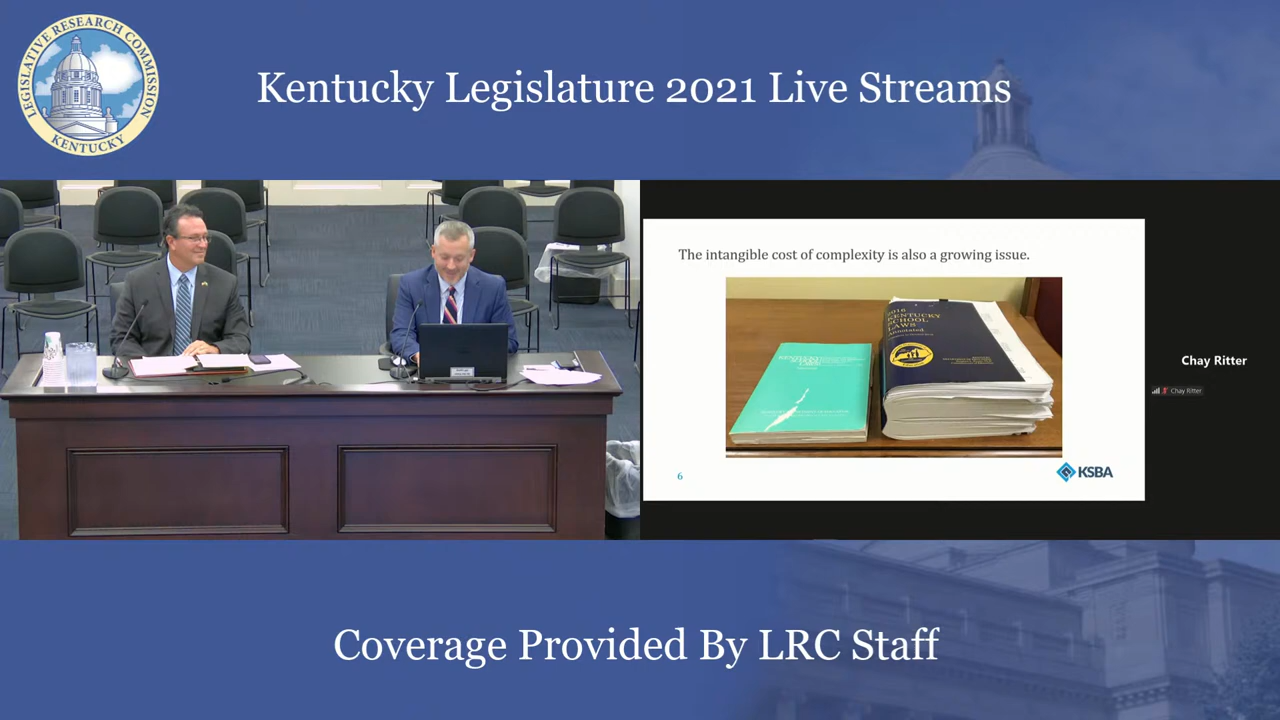 LEGISLATIVE RESEARCH COMMISSION
KENTUCKY
Kentucky Legislature 2021 Live Streams
The intangible cost of complexity is also a growing issue.
2016
KENTUCKY
SCHOOL
LAWS
Annotated
6
KSBA
Chay Ritter
Chay Ritter
Coverage Provided By LRC Staff